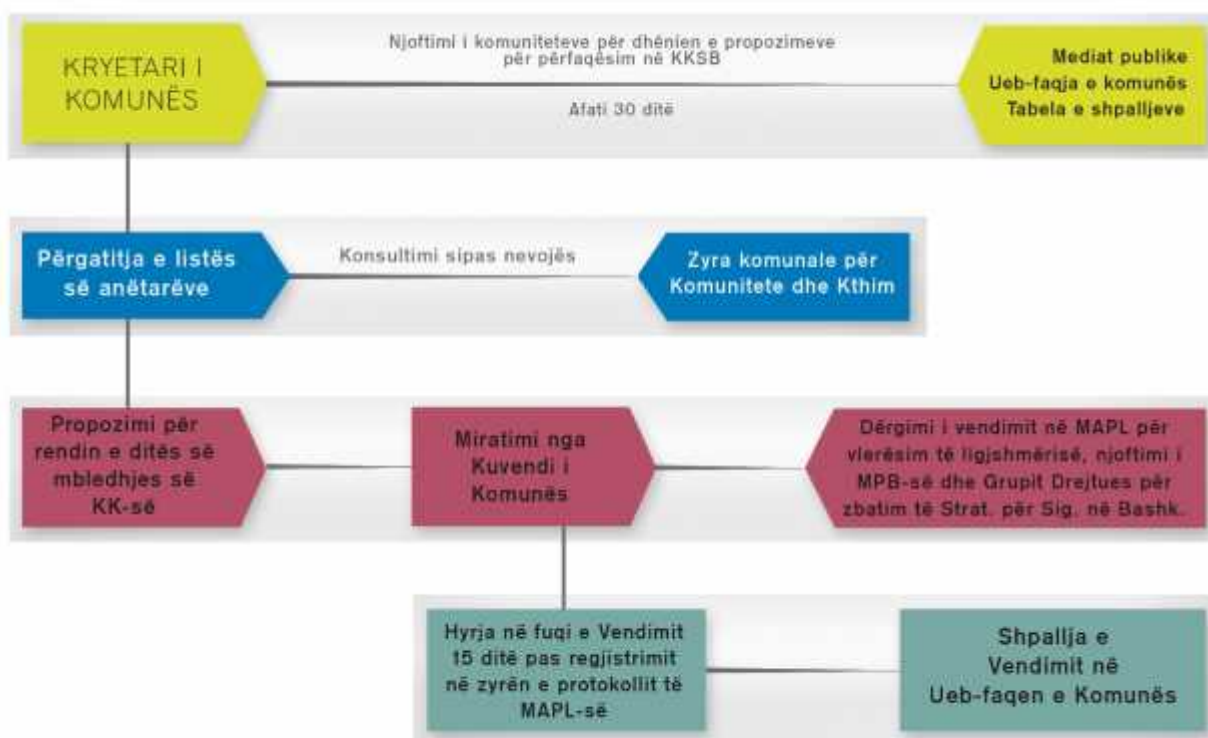 KRYETARI I
KOMUNËS
Njoftimi i komuniteteve për dhënien e propozimeve
për përfaqësim në KKSB
Afati 30 ditë
Mediat publike
Ueb-faqja e komunës
Tabela e shpalljeve
Përgatitja e listës
së anëtarëve
Konsultimi sipas nevojës
Zyra komunale për
Komunitete dhe Kthim
Propozimi për
rendin e ditës së
mbledhjes së
KK-së
Miratimi nga
Kuvendi i
Komunës
Dërgimi i vendimit në MAPL për
vlerësim të ligjshmërisë, njoftimi i
MPB-së dhe Grupit Drejtues për
zbatim të Strat. për Sig. në Bashk.
Hyrja në fuqi e Vendimit
15 ditë pas regjistrimit
në zyrën e protokollit të
MAPL-së
Shpallja e
Vendimit në
Ueb-faqen e Komunës